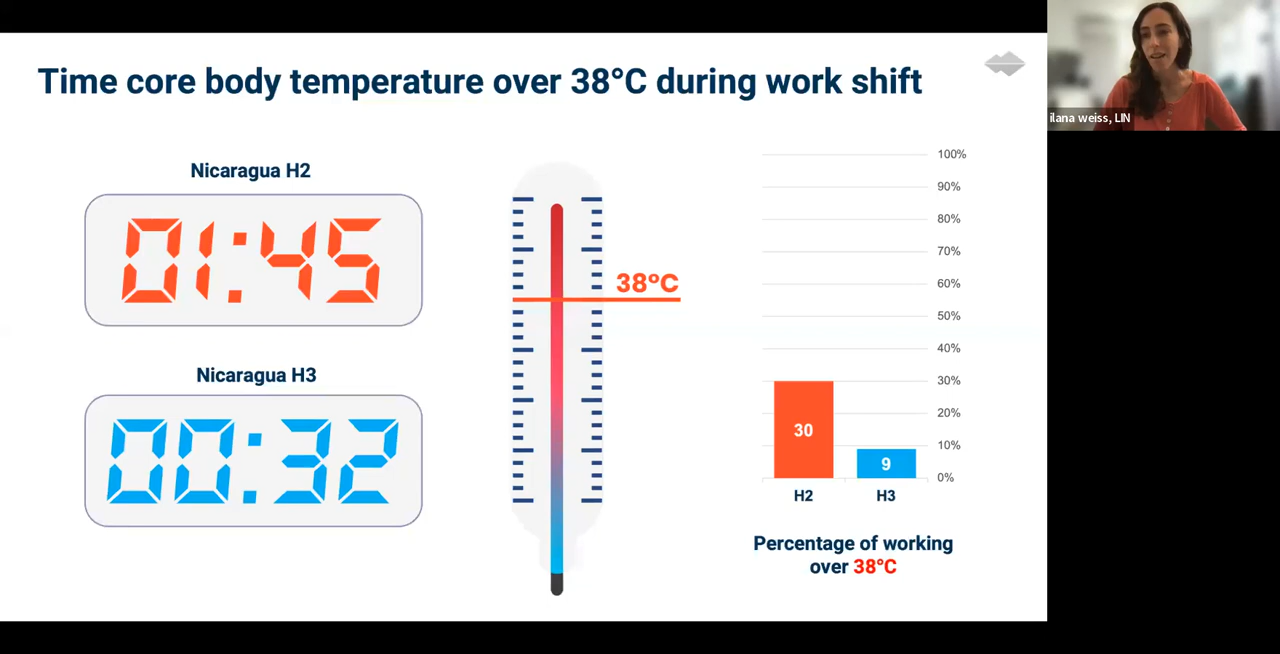 Time core body temperature over 38°C during work shift
ilana weiss, LIN
Nicaragua H2
01:45
Nicaragua H3
00:32
38°C
100%
90%
80%
70%
60%
50%
40%
30%
20%
10%
0%
30
9
H2
H3
Percentage of working
over 38°C